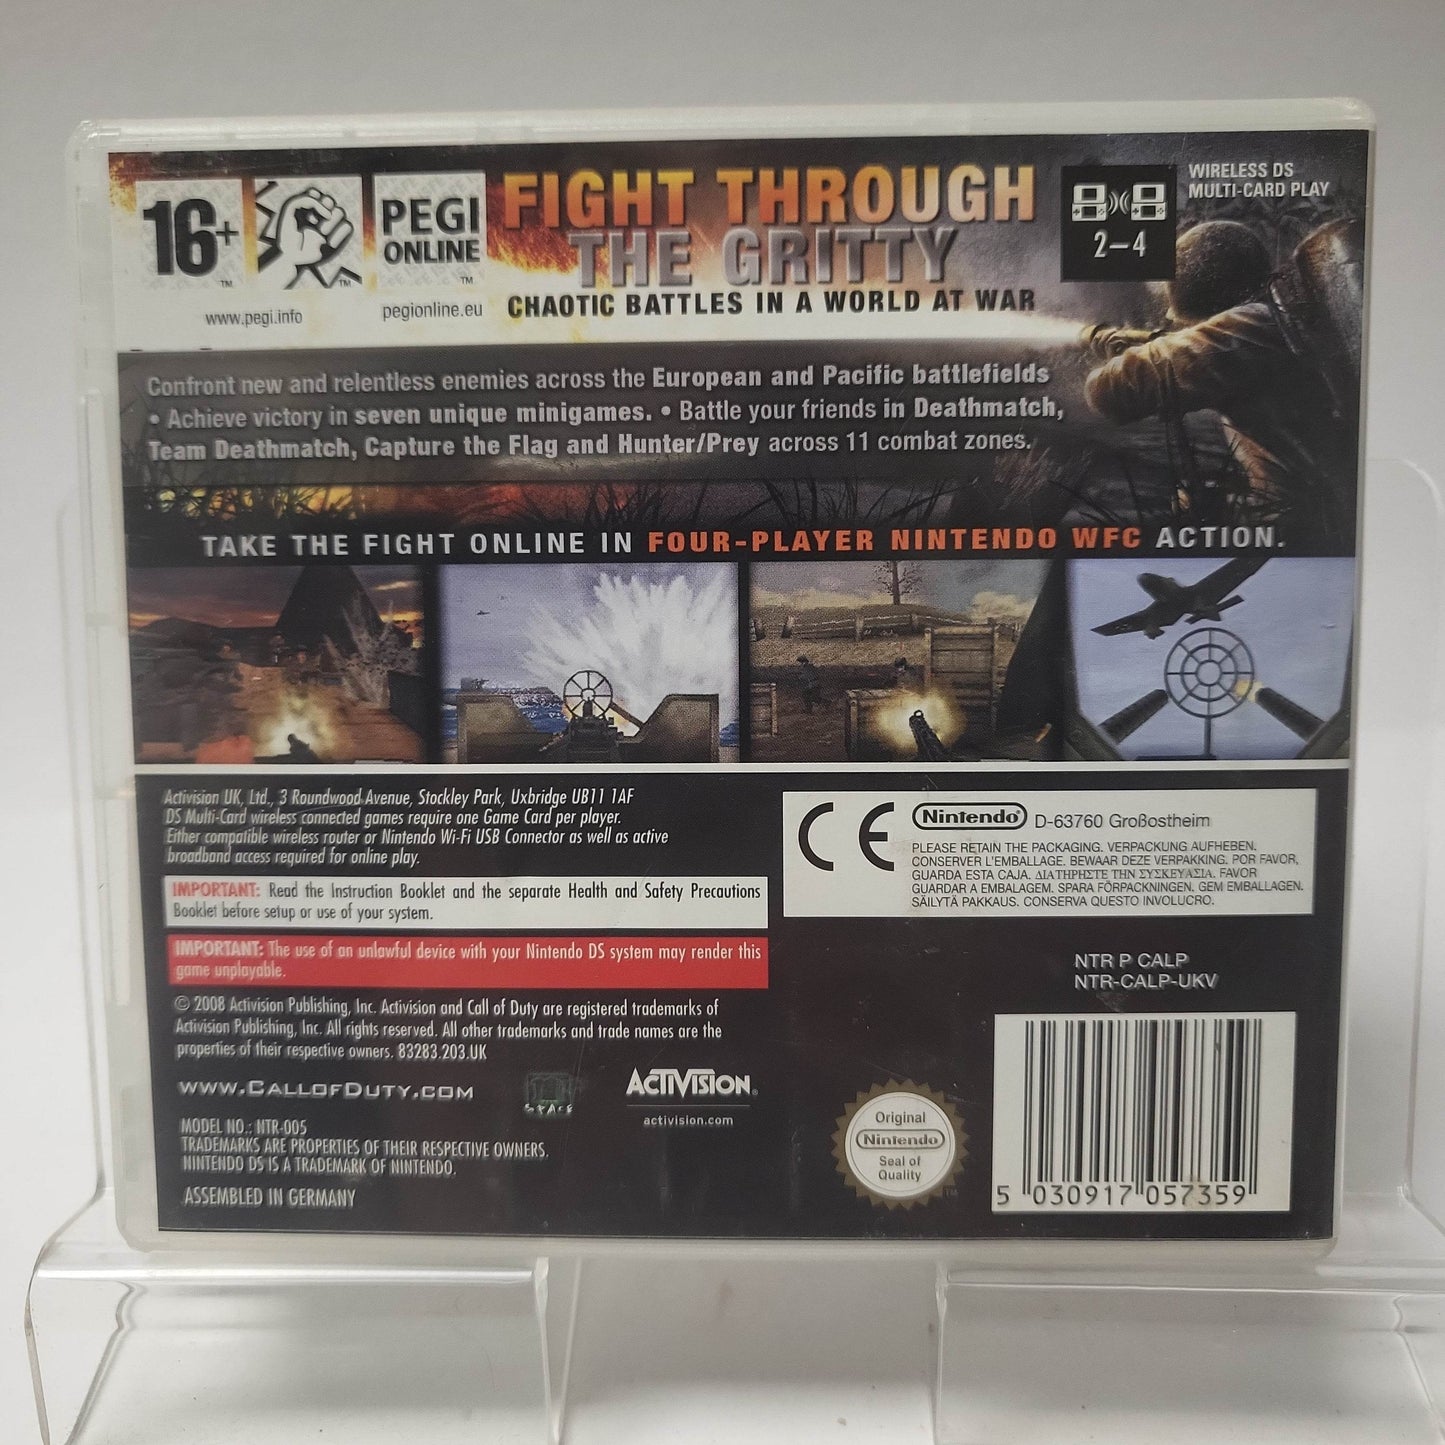 16+
TM
TM
PEGI
ONLINE
TM
www.pegi.info
pegionline.eu
FIGHT THROUGH
THE GRITTY
CHAOTIC BATTLES IN A WORLD AT WAR
2–4
WIRELESS DS
MULTI-CARD PLAY
Confront new and relentless enemies across the European and Pacific battlefields
• Achieve victory in seven unique minigames. • Battle your friends in Deathmatch,
Team Deathmatch, Capture the Flag and Hunter/Prey across 11 combat zones.
TAKE THE FIGHT ONLINE IN FOUR-PLAYER NINTENDO WFC ACTION.
Activision UK, Ltd., 3 Roundwood Avenue, Stockley Park, Uxbridge UB11 1AF
DS Multi-Card wireless connected games require one Game Card per player.
Either compatible wireless router or Nintendo Wi-Fi USB Connector as well as active
broadband access required for online play.
IMPORTANT: Read the Instruction Booklet and the separate Health and Safety Precautions
Booklet before setup or use of your system.
IMPORTANT: The use of an unlawful device with your Nintendo DS system may render this
game unplayable.
© 2008 Activision Publishing, Inc. Activision and Call of Duty are registered trademarks of
Activision Publishing, Inc. All rights reserved. All other trademarks and trade names are the
properties of their respective owners. 83283.203.UK
WWW.CALLOFDUTY.COM
SPACE
ACTIVISION®
activision.com
MODEL NO.: NTR-005
TRADEMARKS ARE PROPERTIES OF THEIR RESPECTIVE OWNERS.
NINTENDO DS IS A TRADEMARK OF NINTENDO.
ASSEMBLED IN GERMANY
CE
Nintendo® D-63760 Großostheim
PLEASE RETAIN THE PACKAGING. VERPACKUNG AUFHEBEN.
CONSERVER L'EMBALLAGE. BEWAAR DEZE VERPAKKING. POR FAVOR,
GUARDA ESTA CAJA. ΔΙΑΤΗΡΗΣΤΕ ΤΗΝ ΣΥΣΚΕΥΑΣΙΑ. FAVOR
GUARDAR A EMBALAGEM. SPARA FÖRPACKNINGEN. GEM EMBALLAGEN.
SÄILYTÄ PAKKAUS. CONSERVA QUESTO INVOLUCRO.
NTR P CALP
NTR-CALP-UKV
Original
Nintendo®
Seal of
Quality
TM
5 030917 057359